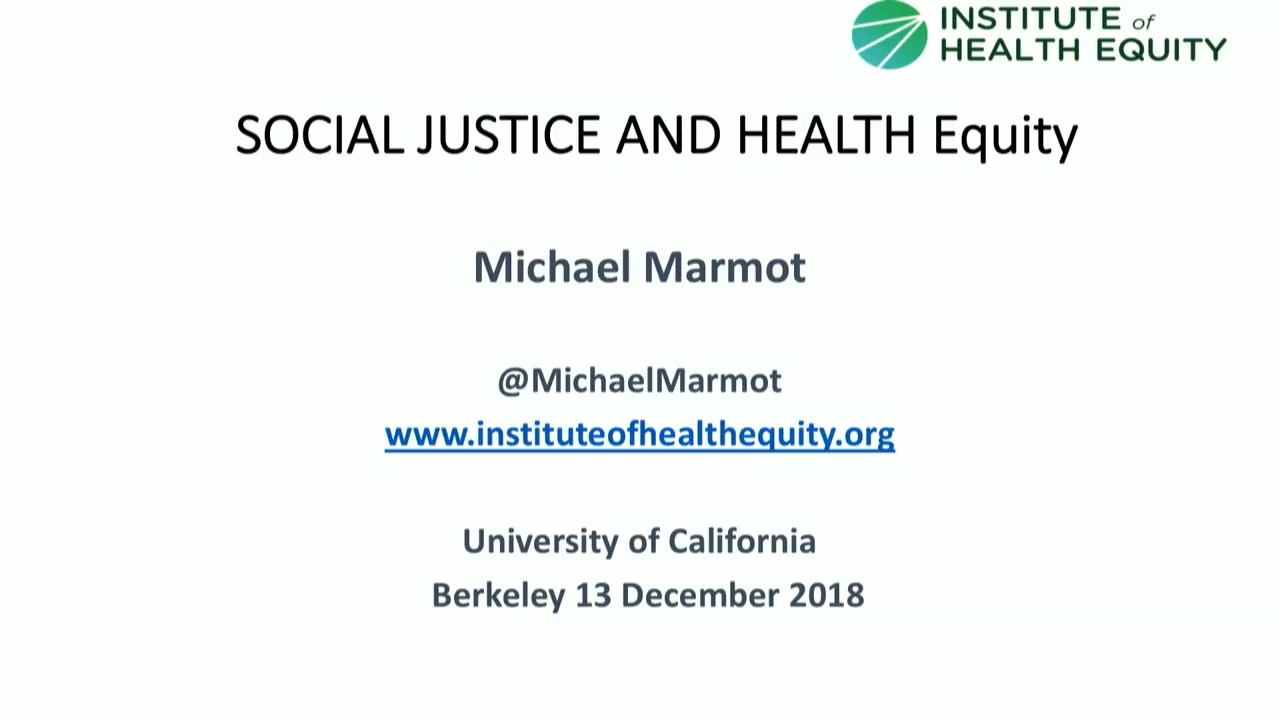 INSTITUTE of
HEALTH EQUITY
SOCIAL JUSTICE AND HEALTH Equity
Michael Marmot
@MichaelMarmot
www.instituteofhealthequity.org
University of California
Berkeley 13 December 2018